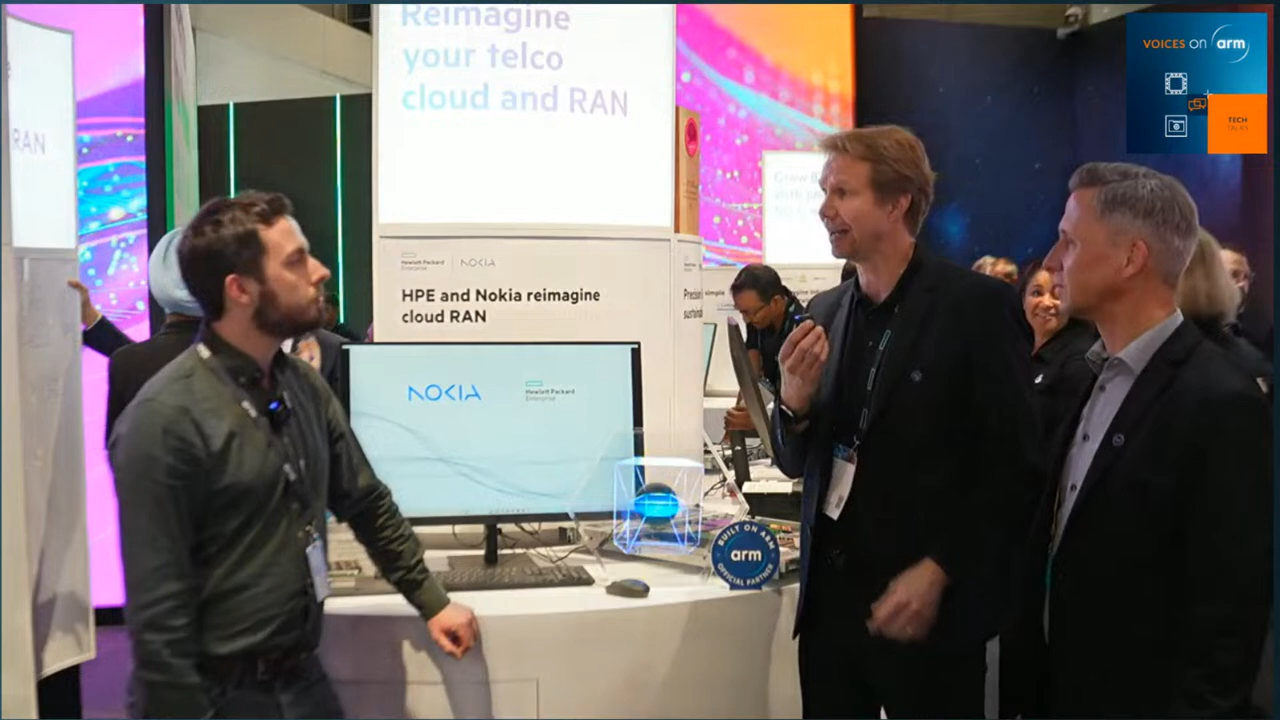 Reimagine
your telco
cloud and RAN
RAN
VOICES on arm
TECH
TALKS
Hewlett Packard
Enterprise
NOKIA
HPE and Nokia reimagine
cloud RAN
NOKIA
Hewlett Packard
Enterprise
BUILT ON ARM
arm
OFFICIAL PARTNER
simple